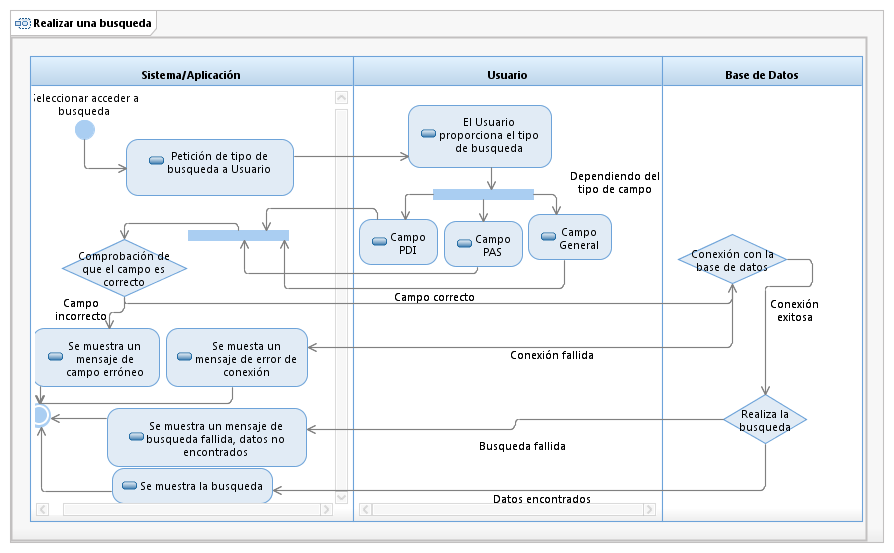 Realizar una busqueda
Sistema/Aplicación
Usuario
Base de Datos
Seleccionar acceder a
busqueda
Petición de tipo de
busqueda a Usuario
El Usuario
proporciona el tipo
de busqueda
Dependiendo del
tipo de campo
Campo
PDI
Campo
PAS
Campo
General
Comprobación de
que el campo es
correcto
Conexión con la
base de datos
Campo correcto
Campo
incorrecto
Conexión
exitosa
Se muestra un
mensaje de
campo erróneo
Se muesta un
mensaje de error de
conexión
Conexión fallida
Se muestra un mensaje de
busqueda fallida, datos no
encontrados
Realiza la
busqueda
Busqueda fallida
Se muestra la busqueda
Datos encontrados